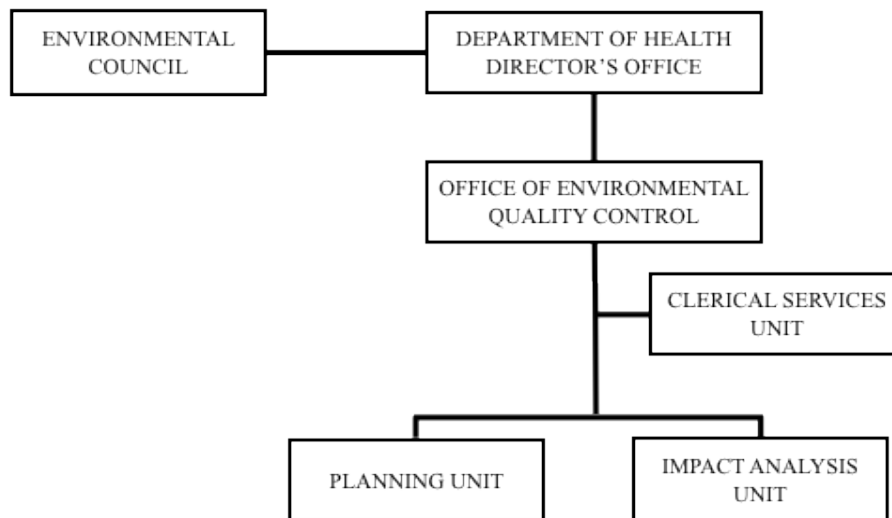 ENVIRONMENTAL
COUNCIL
DEPARTMENT OF HEALTH
DIRECTOR’S OFFICE
OFFICE OF ENVIRONMENTAL
QUALITY CONTROL
CLERICAL SERVICES
UNIT
PLANNING UNIT
IMPACT ANALYSIS
UNIT